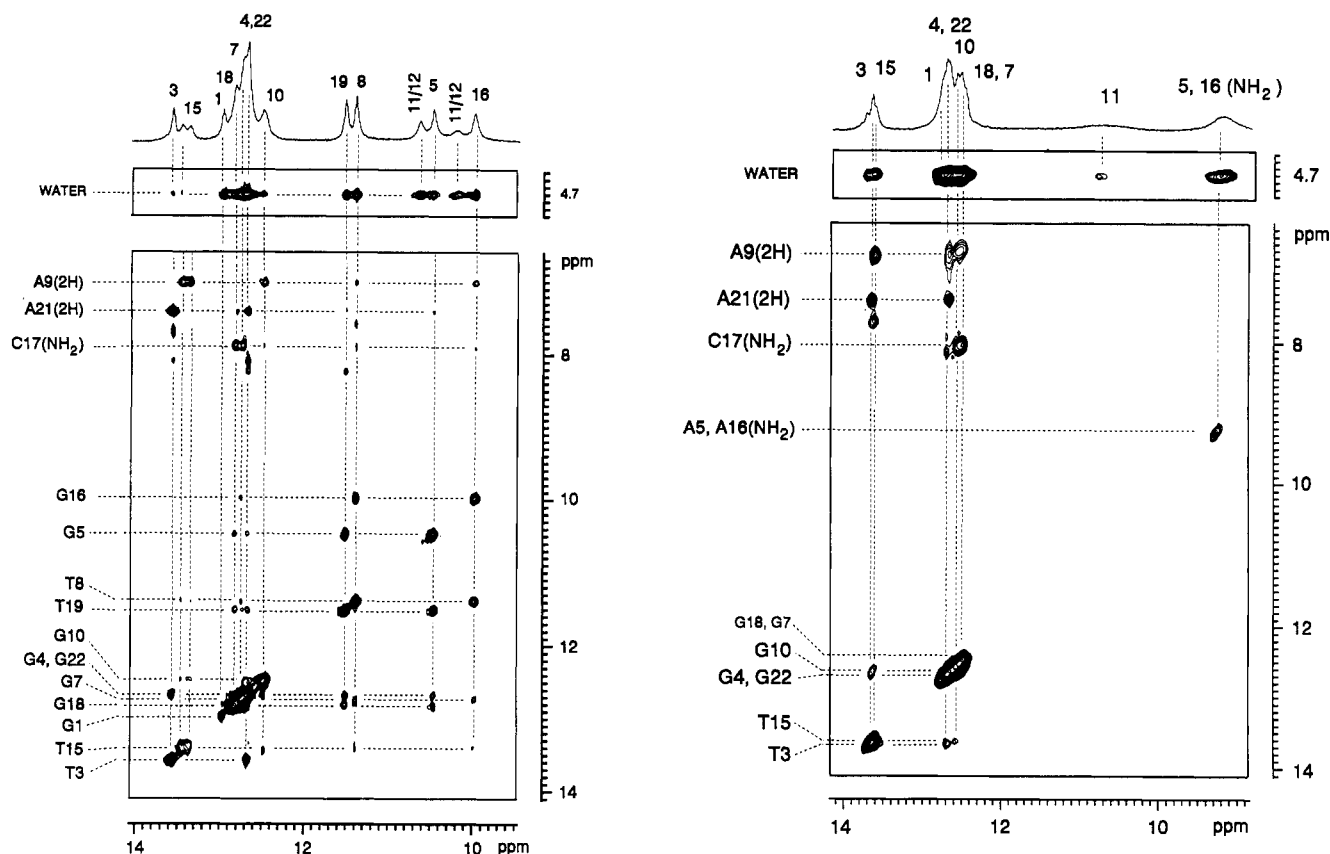 4,22
7
18
3
1
15
10
19
8
11/12
5
11/12
16
WATER
4.7
ppm
A9(2H)
A21(2H)
C17(NH2)
8
G16
10
G5
T8
T19
12
G10
G4, G22
G7
G18
G1
T15
T3
14
14
12
10
ppm
4, 22
10
3 15
1
18, 7
11
5, 16 (NH2)
WATER
4.7
ppm
A9(2H)
A21(2H)
C17(NH2)
8
A5, A16(NH2)
10
G18, G7
12
G10
G4, G22
T15
T3
14
14
12
10
ppm